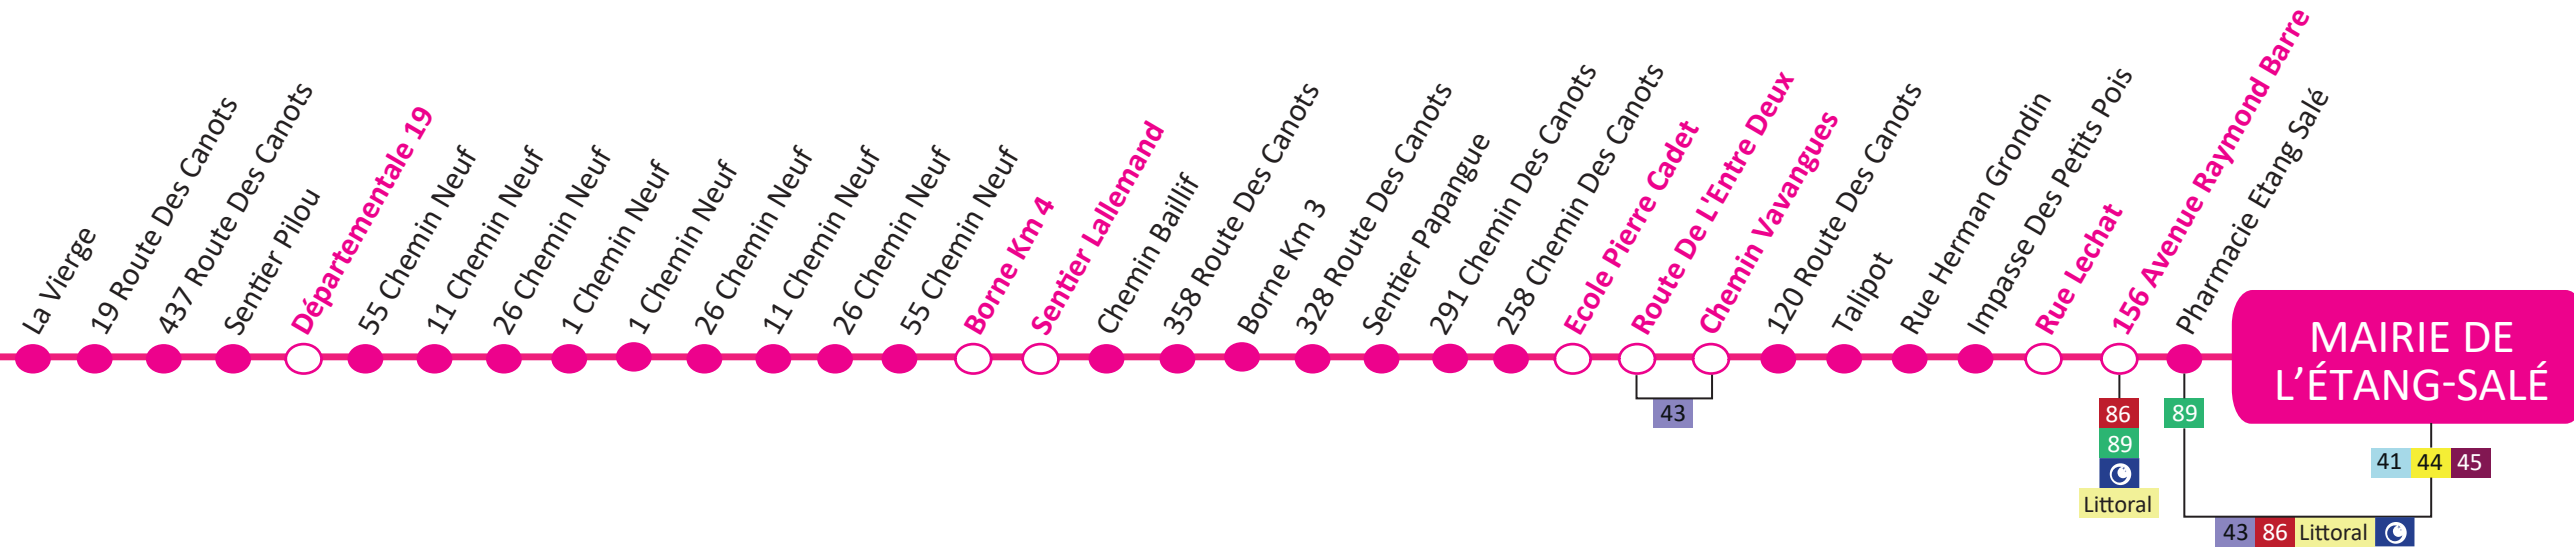 La Vierge
19 Route Des Canots
437 Route Des Canots
Sentier Pilou
Départementale 19
55 Chemin Neuf
11 Chemin Neuf
26 Chemin Neuf
1 Chemin Neuf
1 Chemin Neuf
26 Chemin Neuf
11 Chemin Neuf
26 Chemin Neuf
55 Chemin Neuf
Borne Km 4
Sentier Lallemand
Chemin Baillif
358 Route Des Canots
Borne Km 3
328 Route Des Canots
Sentier Papangue
291 Chemin Des Canots
258 Chemin Des Canots
Ecole Pierre Cadet
Route De L'Entre Deux
Chemin Vavangues
120 Route Des Canots
Talipot
Rue Herman Grondin
Impasse Des Petits Pois
Rue Lechat
156 Avenue Raymond Barre
Pharmacie Etang Salé
MAIRIE DE
L'ÉTANG-SALÉ
43
86
89
Littoral
89
41 44 45
43 86 Littoral